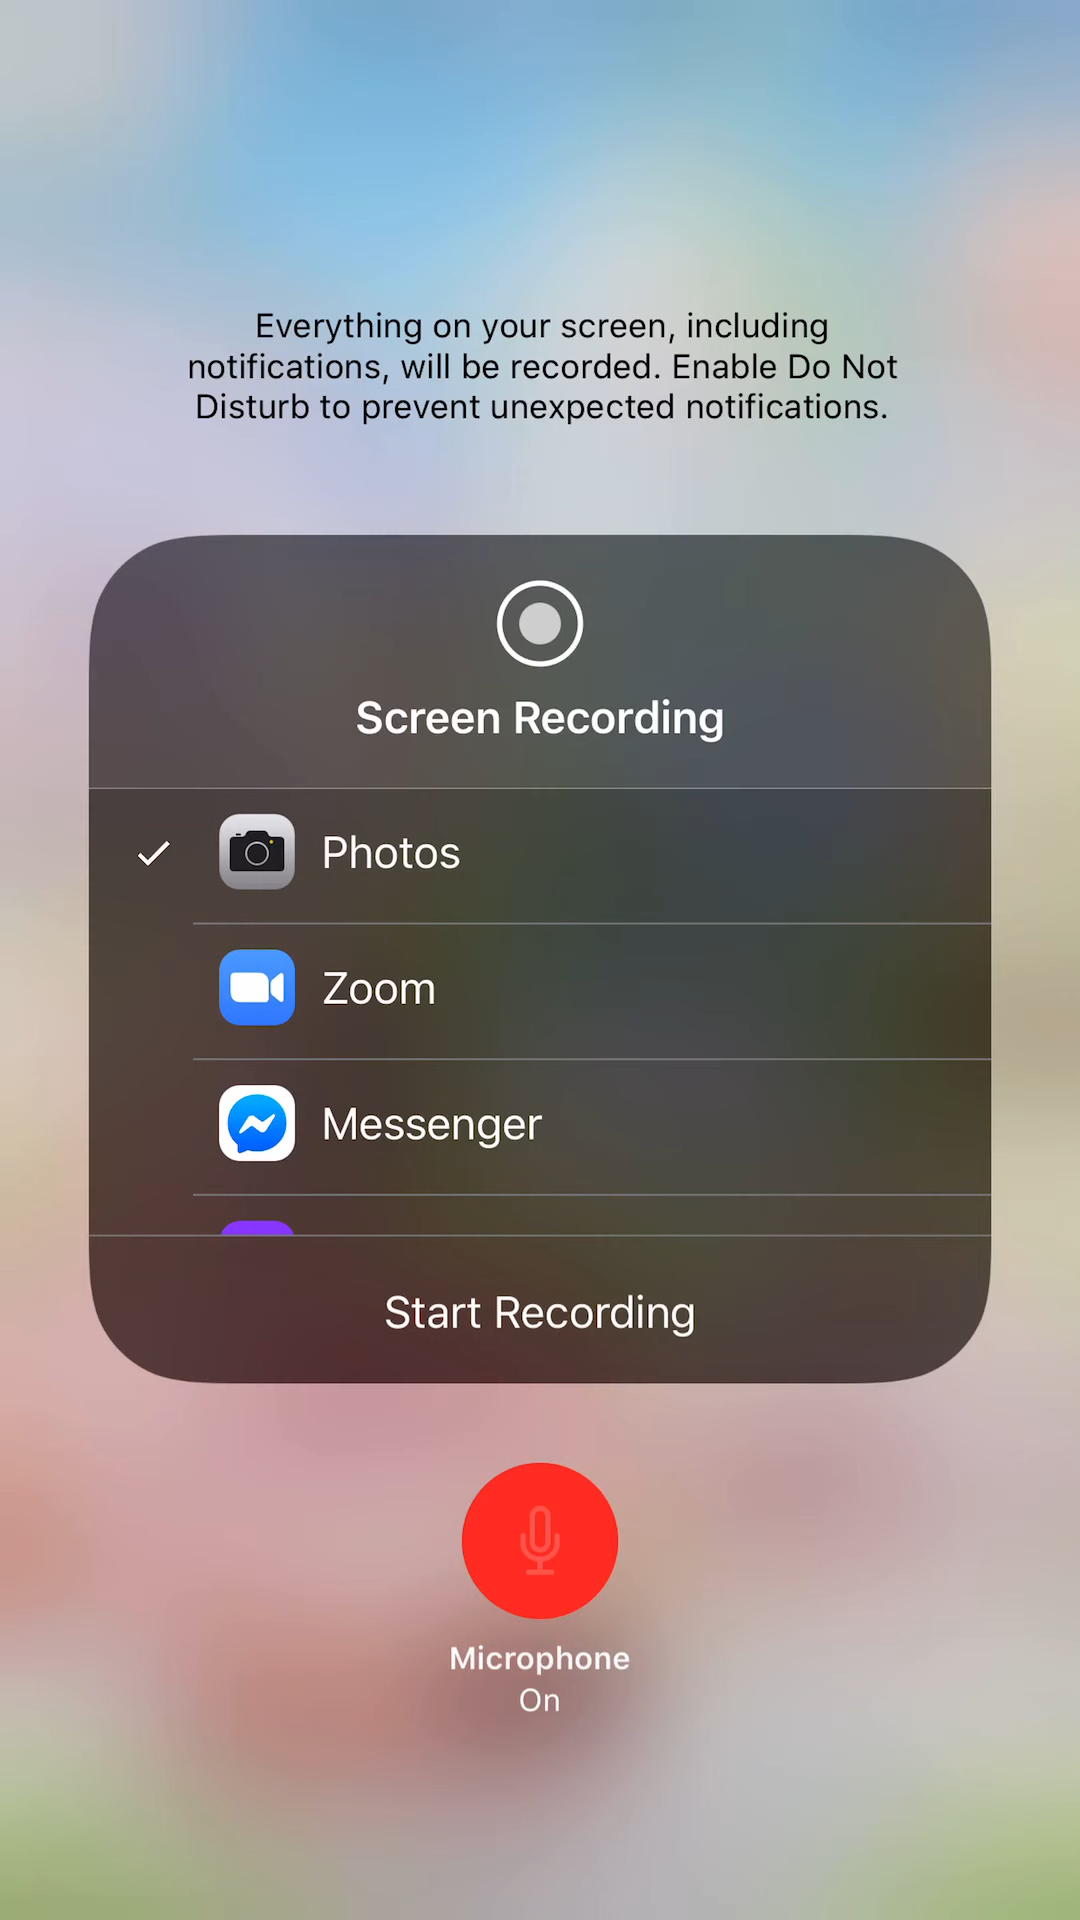 Everything on your screen, including
notifications, will be recorded. Enable Do Not
Disturb to prevent unexpected notifications.
Screen Recording
Photos
Zoom
Messenger
Start Recording
Microphone
On